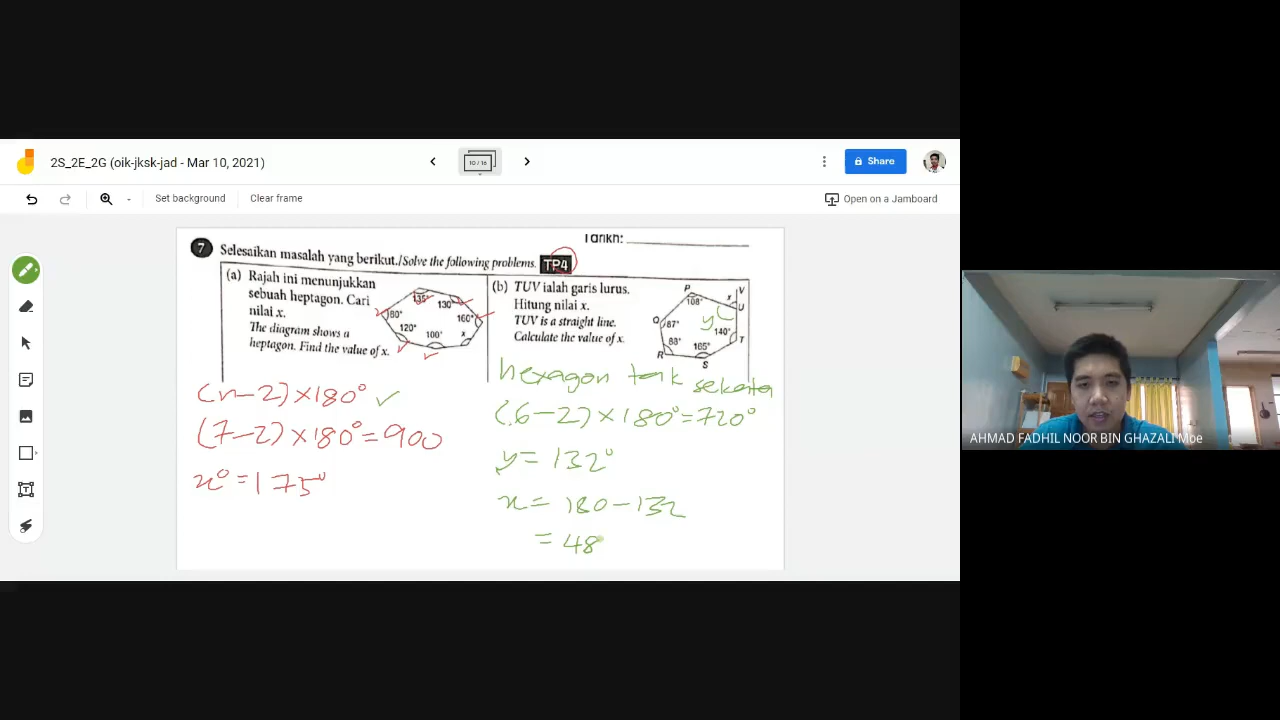 2S_2E_2G (oik-jksk-jad - Mar 10, 2021)
10 / 16
Share
Set background
Clear frame
Open on a Jamboard
Tarikh:
7 Selesaikan masalah yang berikut./Solve the following problems. TP4
(a) Rajah ini menunjukkan
sebuah heptagon. Cari
nilai x.
The diagram shows a
heptagon. Find the value of x.
135°
130°
80°
160°
120°
100°
x
(n-2)×180°
(7-2)×180°=900
x°=175°
(b) TUV ialah garis lurus.
Hitung nilai x.
TUV is a straight line.
Calculate the value of x.
P
V
108°
x
U
y
Q
87°
140°
T
88°
165°
R
S
hexagon tak sekata
(6-2)×180°=720°
y=132°
x=180-132
=48
AHMAD FADHIL NOOR BIN GHAZALI Moe